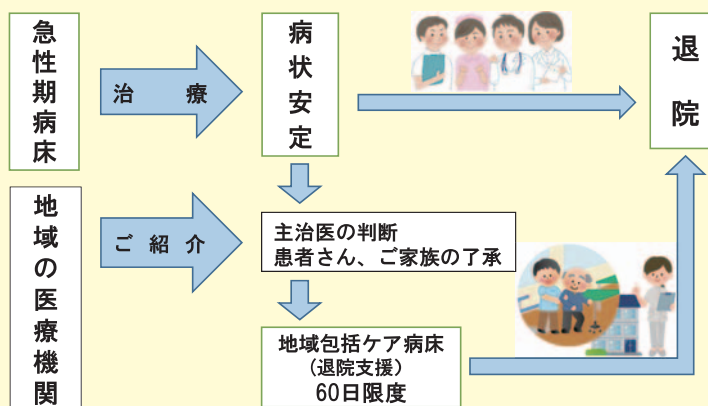 急性期病床
治 療
病状安定
退院
地域の医療機関
ご 紹 介
主治医の判断
患者さん、ご家族の了承
地域包括ケア病床
(退院支援)
60日限度